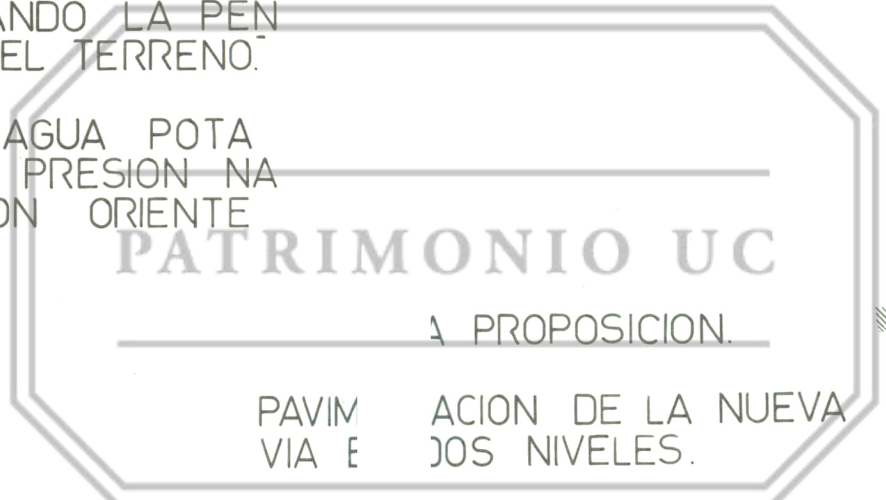 ANDO LA PEN
EL TERRENO.
AGUA POTA
PRESION NA
ON ORIENTE
PATRIMONIO UC
A PROPOSICION.
PAVIM ACION DE LA NUEVA
VIA DOS NIVELES.